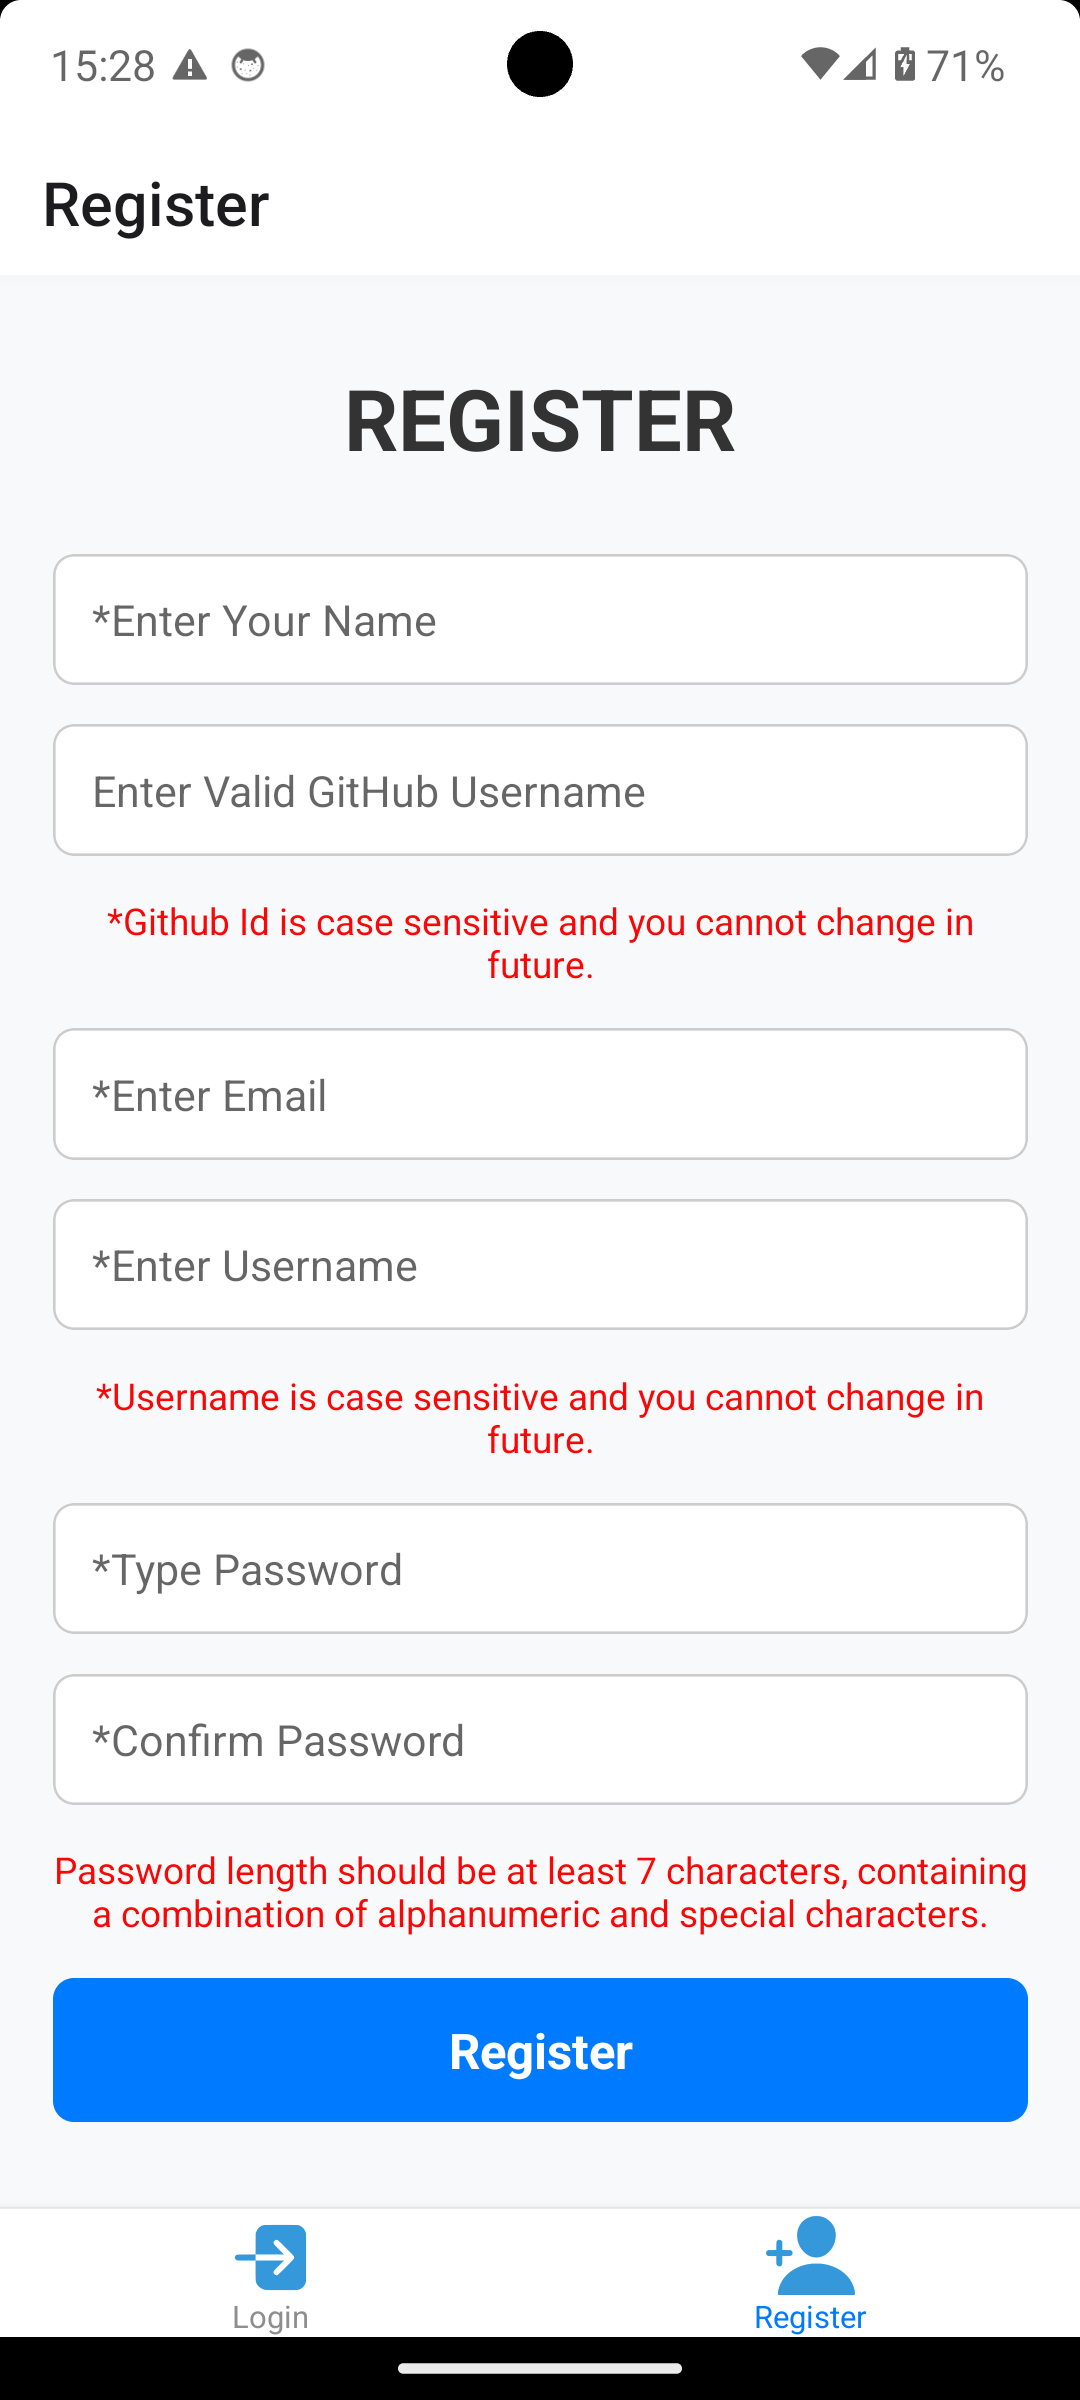 15:28
71%
Register
REGISTER
*Enter Your Name
Enter Valid GitHub Username
*Github Id is case sensitive and you cannot change in
future.
*Enter Email
*Enter Username
*Username is case sensitive and you cannot change in
future.
*Type Password
*Confirm Password
Password length should be at least 7 characters, containing
a combination of alphanumeric and special characters.
Register
Login
Register